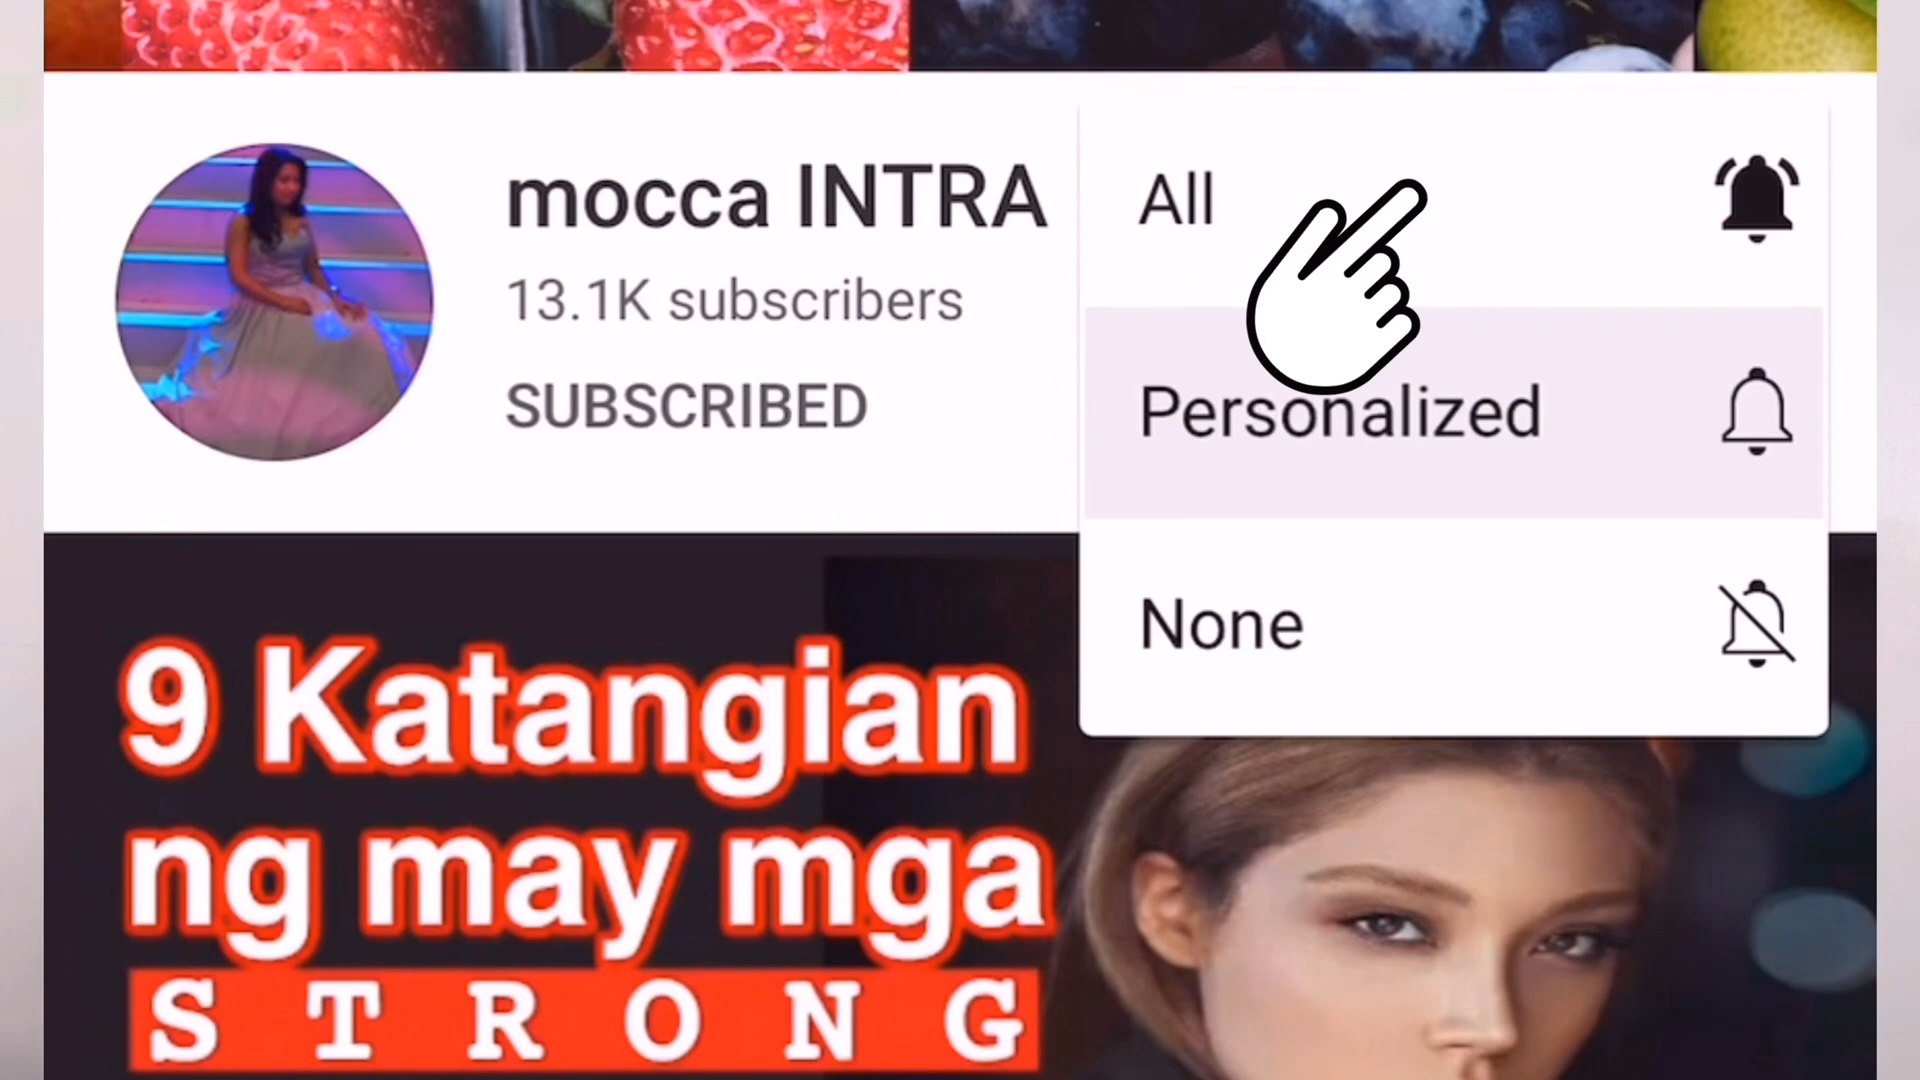 mocca INTRA
13.1K subscribers
SUBSCRIBED
All
Personalized
None
9 Katangian
ng may mga
STRONG